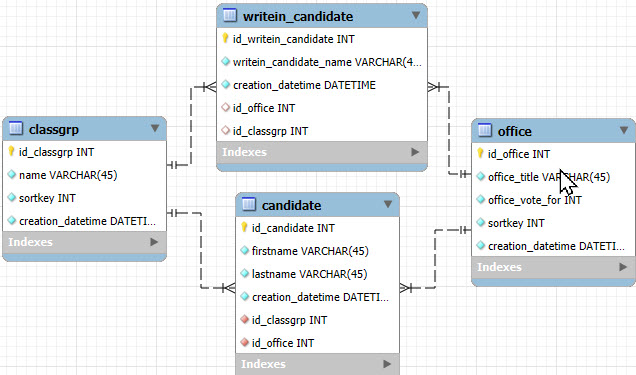 writein_candidate
id_writein_candidate INT
writein_candidate_name VARCHAR(4...
creation_datetime DATETIME
id_office INT
id_classgrp INT
Indexes
classgrp
id_classgrp INT
name VARCHAR(45)
sortkey INT
creation_datetime DATETI...
Indexes
office
id_office INT
office_title VARCHAR(45)
office_vote_for INT
sortkey INT
creation_datetime DATETI...
Indexes
candidate
id_candidate INT
firstname VARCHAR(45)
lastname VARCHAR(45)
creation_datetime DATETI...
id_classgrp INT
id_office INT
Indexes